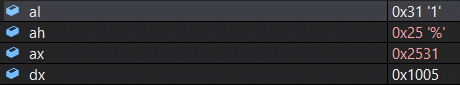 al 0x31 '1'
ah 0x25 '%'
ax 0x2531
dx 0x1005